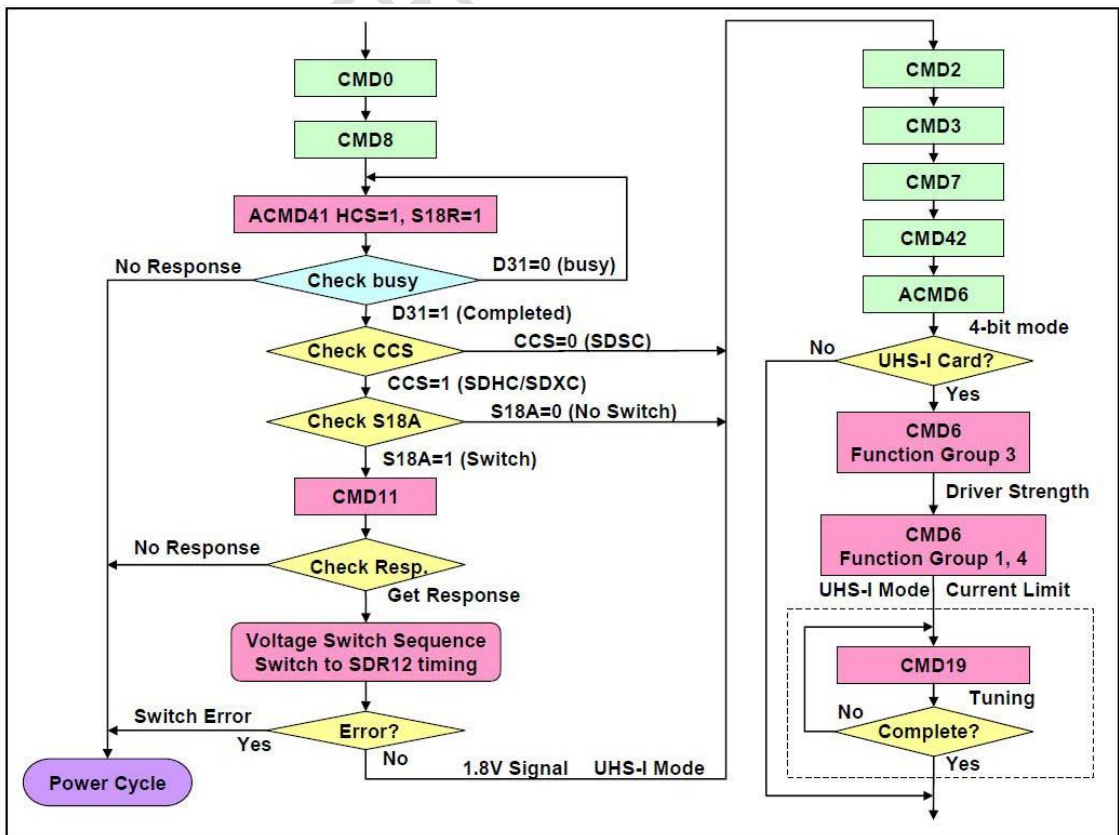 CMD0
CMD8
ACMD41 HCS=1, S18R=1
No Response
D31=0 (busy)
Check busy
D31=1 (Completed)
CCS=0 (SDSC)
Check CCS
CCS=1 (SDHC/SDXC)
S18A=0 (No Switch)
Check S18A
S18A=1 (Switch)
CMD11
No Response
Check Resp.
Get Response
Voltage Switch Sequence
Switch to SDR12 timing
Switch Error
Error?
Yes
No
Power Cycle
1.8V Signal UHS-I Mode
CMD2
CMD3
CMD7
CMD42
ACMD6
4-bit mode
No
UHS-I Card?
Yes
CMD6
Function Group 3
Driver Strength
CMD6
Function Group 1, 4
UHS-I Mode
Current Limit
CMD19
Tuning
No
Complete?
Yes